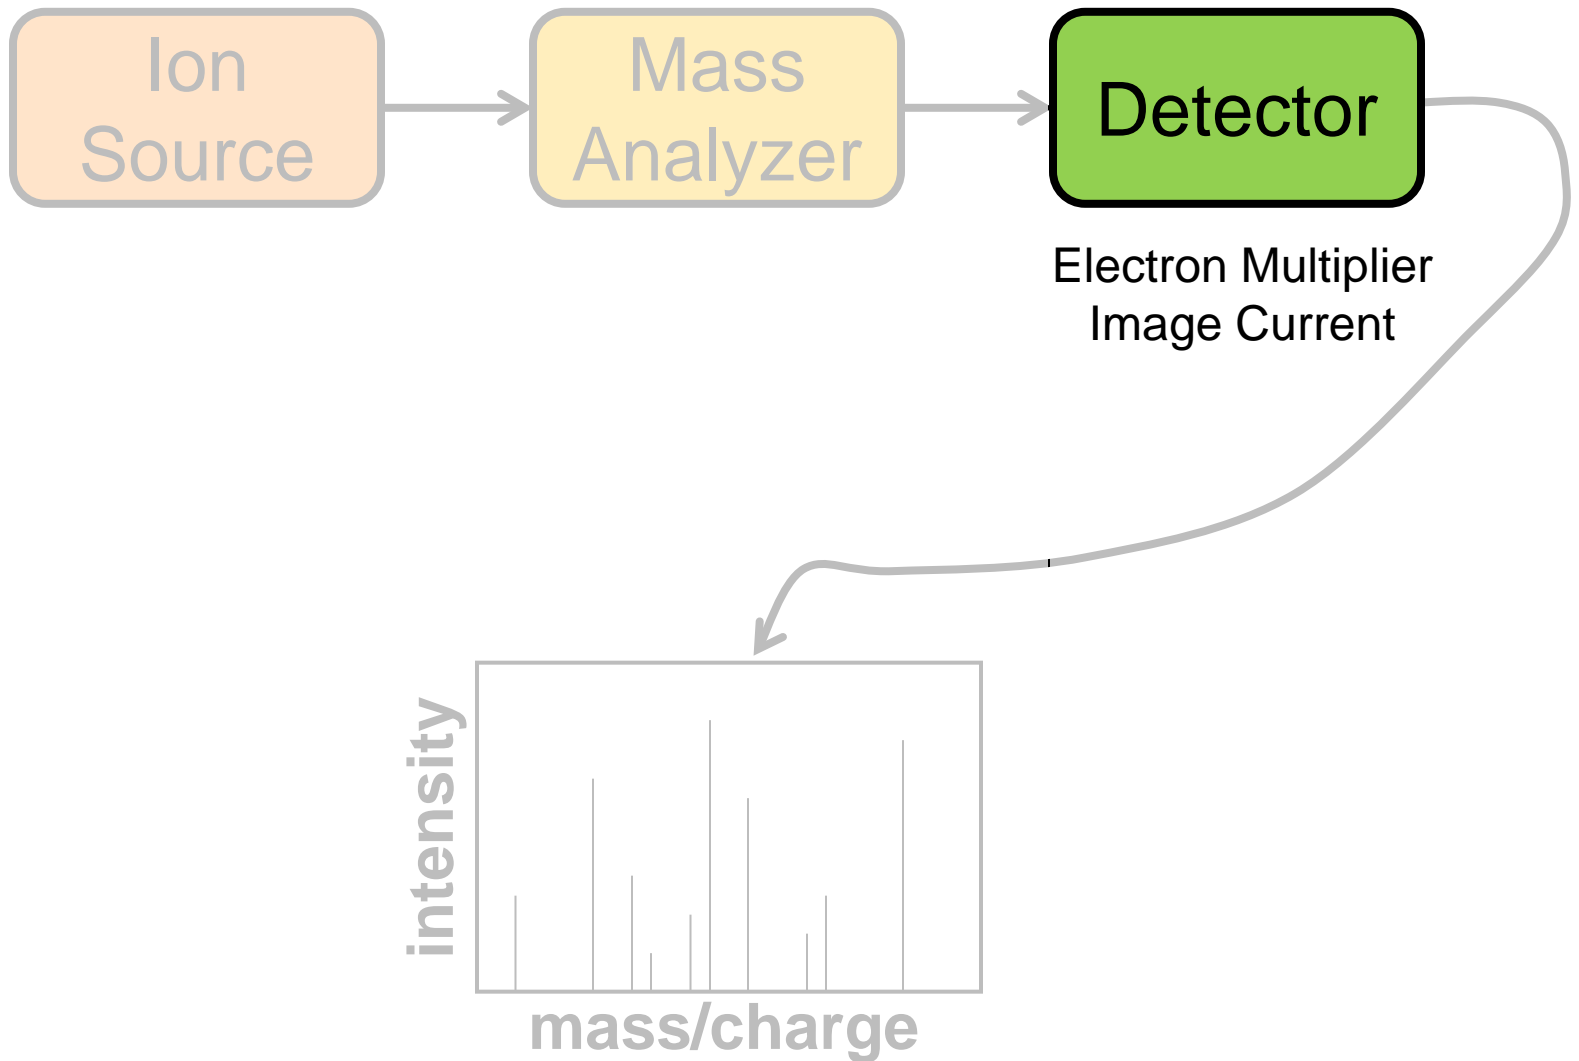 Ion
Source
Mass
Analyzer
Detector
Electron Multiplier
Image Current
intensity
mass/charge